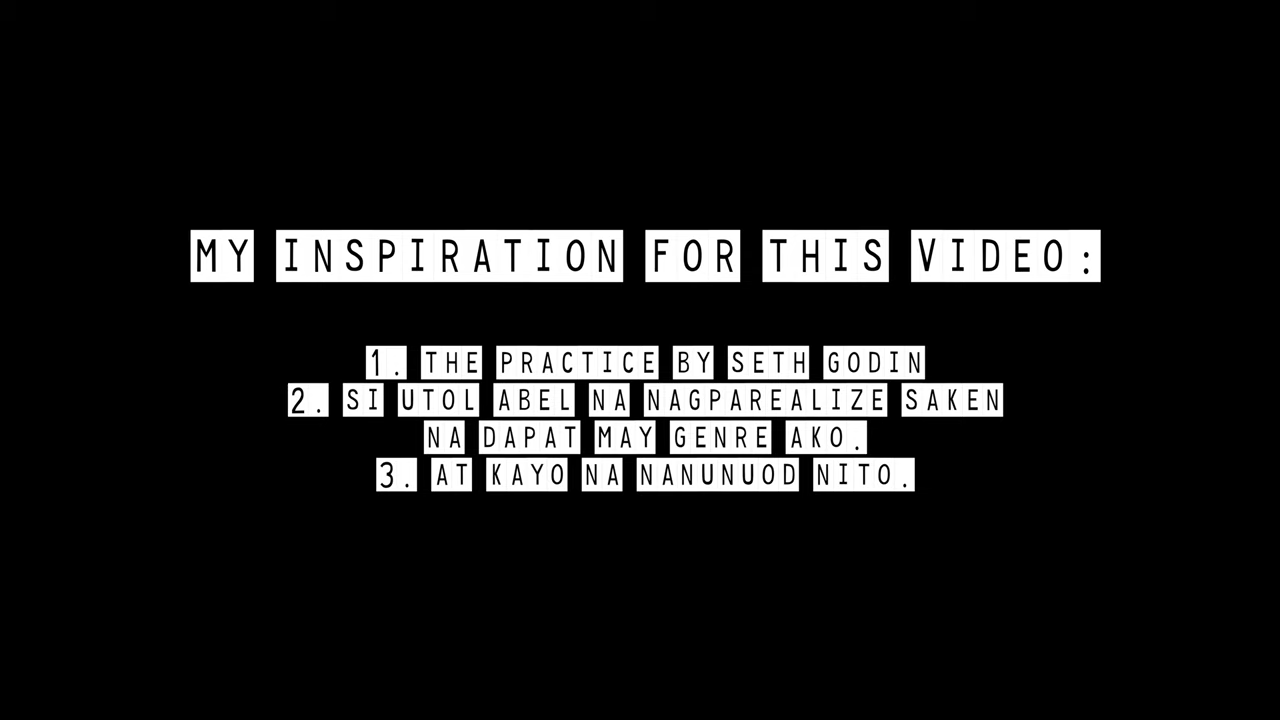 MY INSPIRATION FOR THIS VIDEO:
1. THE PRACTICE BY SETH GODIN
2. SI UTOL ABEL NA NAGPAREALIZE SAKEN
NA DAPAT MAY GENRE AKO.
3. AT KAYO NA NANUNUOD NITO.